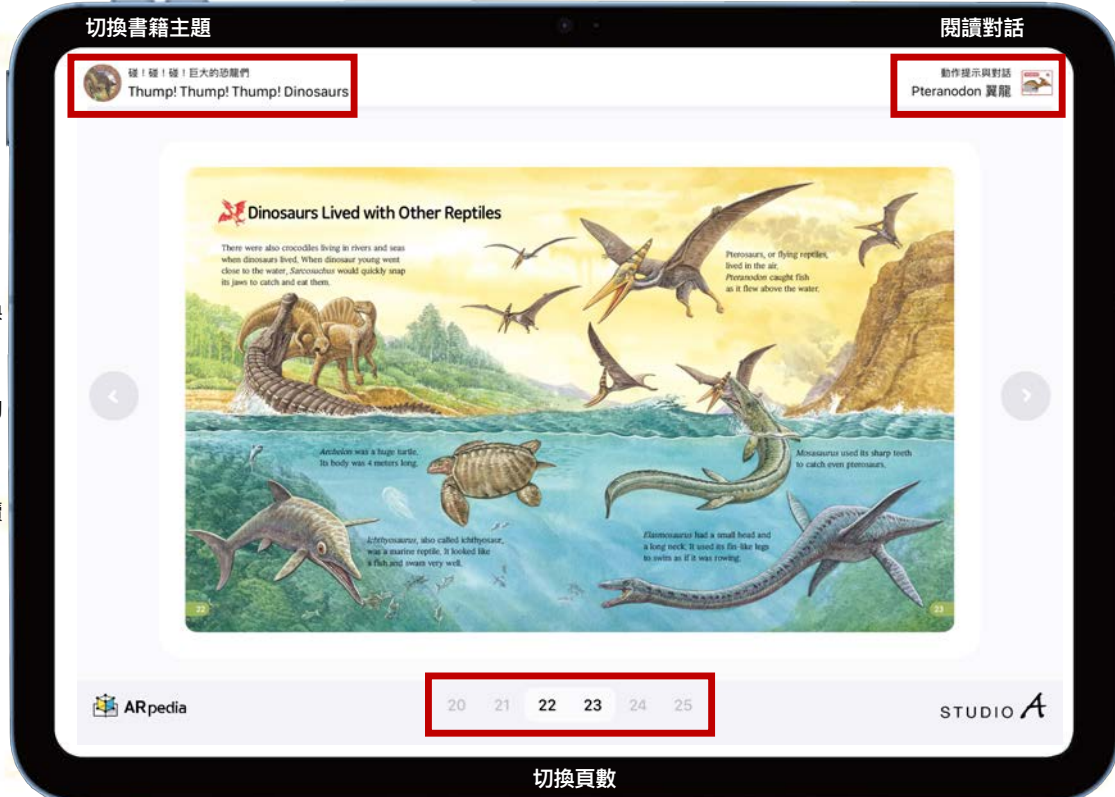 切換書籍主題
閱讀對話
碰！碰！碰！巨大的恐龍們
Thump! Thump! Thump! Dinosaurs
動作提示與對話
Pteranodon 翼龍
Dinosaurs Lived with Other Reptiles
There were also crocodiles living in rivers and seas
when dinosaurs lived. When dinosaur young went
close to the water, Sarcosuchus would quickly snap
its jaws to catch and eat them.
Pterosaurs, or flying reptiles,
lived in the air.
Pteranodon caught fish
as it flew above the water.
Archelon was a huge turtle.
Its body was 4 meters long.
Mosasaurus used its sharp teeth
to catch even pterosaurs.
Ichthyosaurus, also called ichthyosaur,
was a marine reptile. It looked like
a fish and swam very well.
Elasmosaurus had a small head and
a long neck. It used its fin-like legs
to swim as if it was rowing.
22
23
ARpedia
20 21 22 23 24 25
STUDIO A
切換頁數